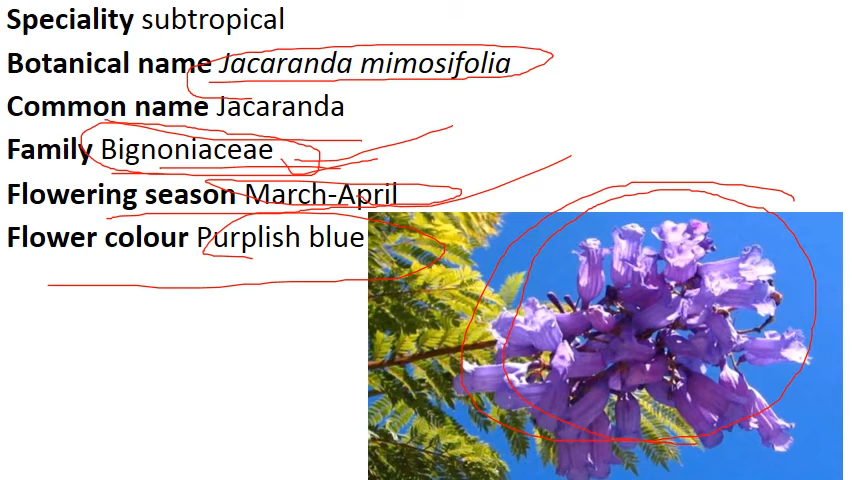 Speciality subtropical
Botanical name Jacaranda mimosifolia
Common name Jacaranda
Family Bignoniaceae
Flowering season March-April
Flower colour Purplish blue